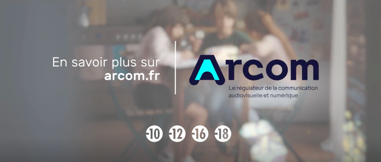 En savoir plus sur
arcom.fr
Arcom
Le régulateur de la communication
audiovisuelle et numérique
-10 -12 -16 -18